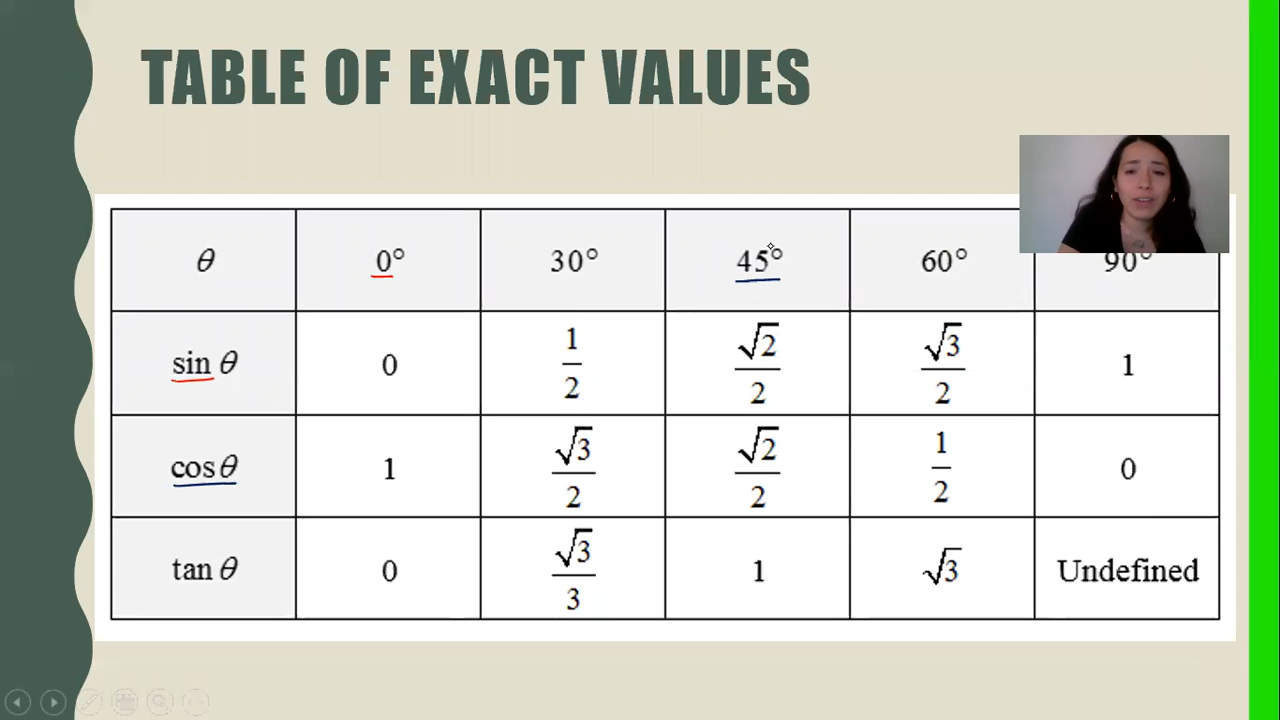 TABLE OF EXACT VALUES
θ 0° 30° 45° 60° 90°
sin θ 0 1/2 √2/2 √3/2 1
cos θ 1 √3/2 √2/2 1/2 0
tan θ 0 √3/3 1 √3 Undefined